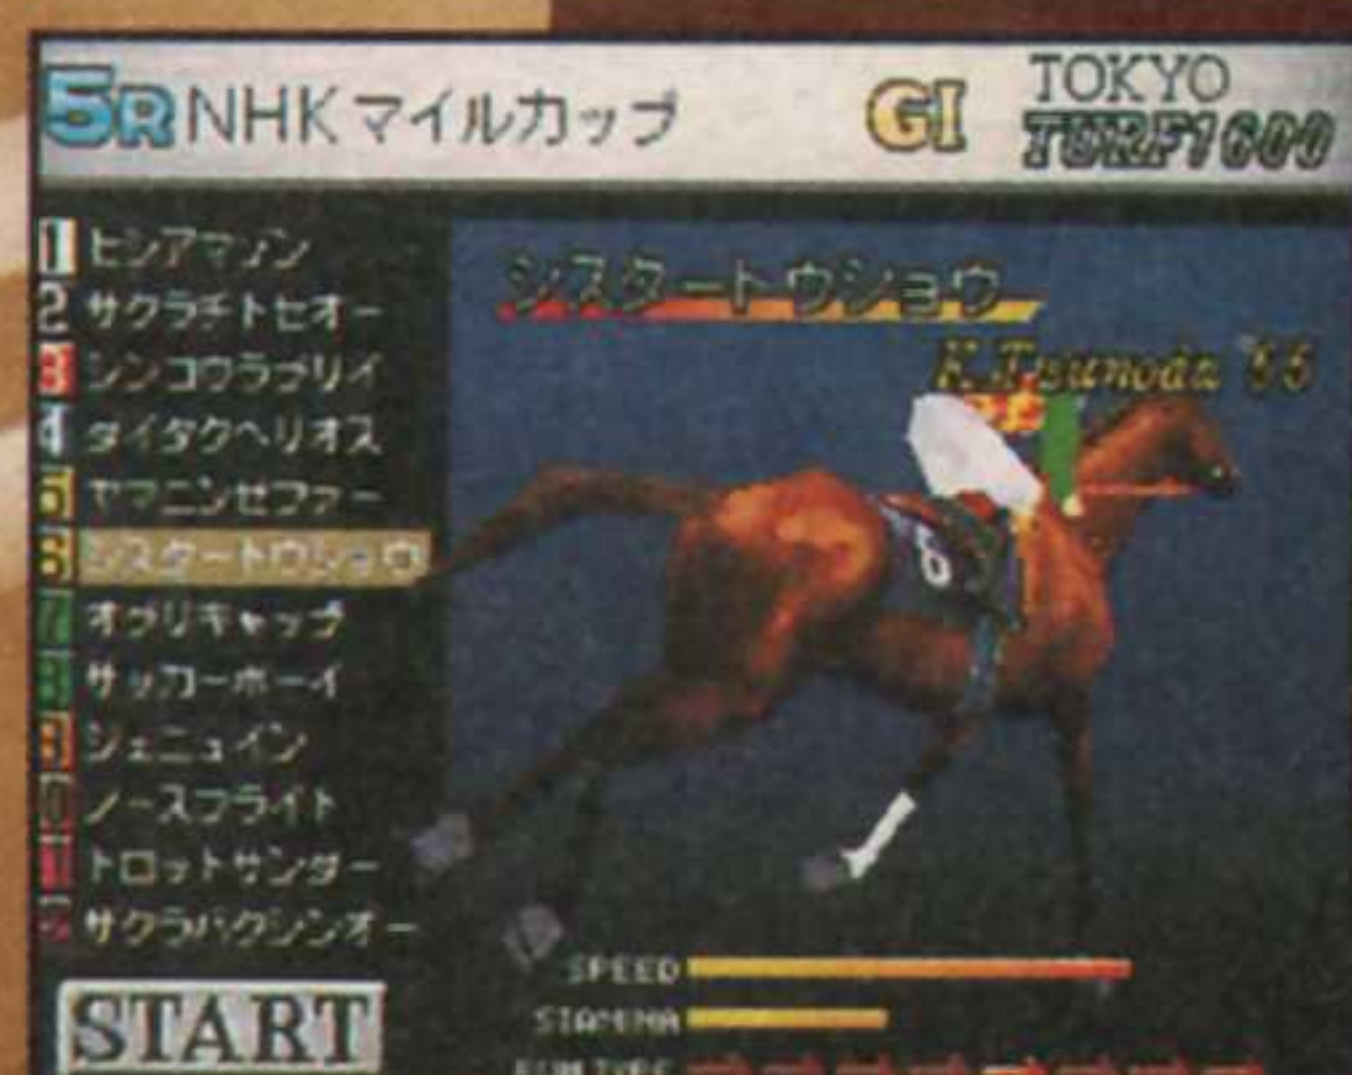 5R NHKマイルカップ GI TOKYO
TURF1600
1 ヒシアマゾン
2 サクラチトセオー
3 シンコウラブリイ
4 ダイタクヘリオス
5 ヤマニンゼファー
6 シスタートウショウ
7 オグリキャップ
8 サッカーボーイ
9 ジェニュイン
10 ノースフライト
11 トロットサンダー
サクラバクシンオー
シスタートウショウ
K.Tsunoda
6
SPEED
STAMINA
START